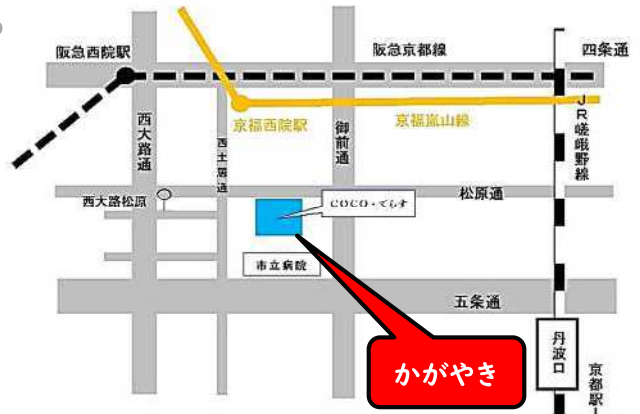 阪急西院駅
阪急京都線
四条通
京福西院駅
京福嵐山線
JR嵯峨野線
西大路通
西土居通
御前通
西大路松原
COCO・てらす
松原通
市立病院
五条通
かがやき
丹波口
京都駅